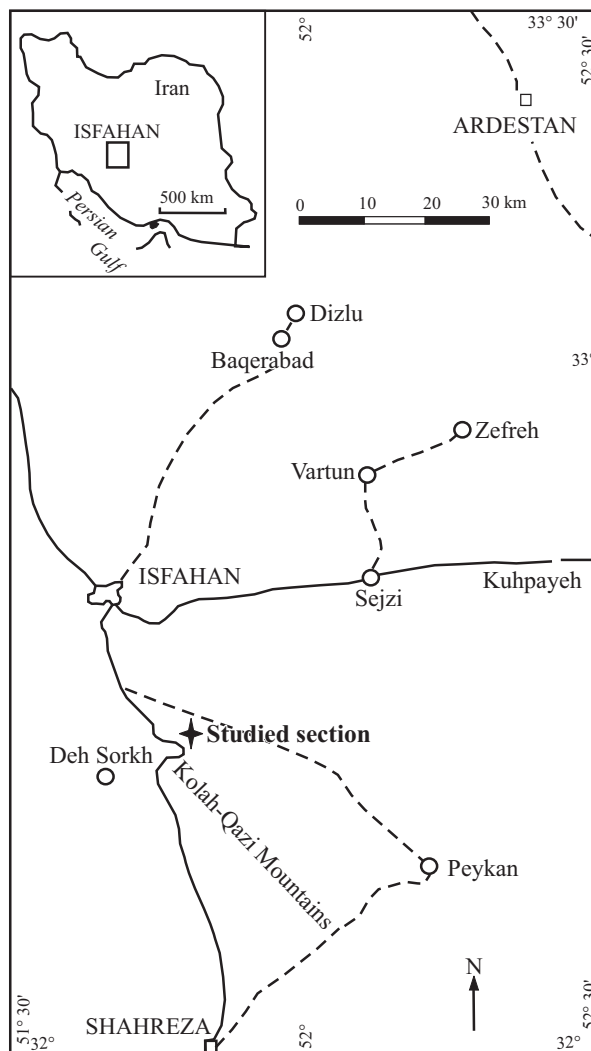 52°
33° 30'
52° 30'
Iran
ISFAHAN
500 km
Persian
Gulf
ARDESTAN
0 10 20 30 km
Dizlu
Baqerabad
33°
Zefreh
Vartun
ISFAHAN
Kuhpayeh
Sejzi
Studied section
Deh Sorkh
Kolah-Qazi Mountains
Peykan
N
51° 30'
SHAHREZA
32°
52°
32°
52° 30'